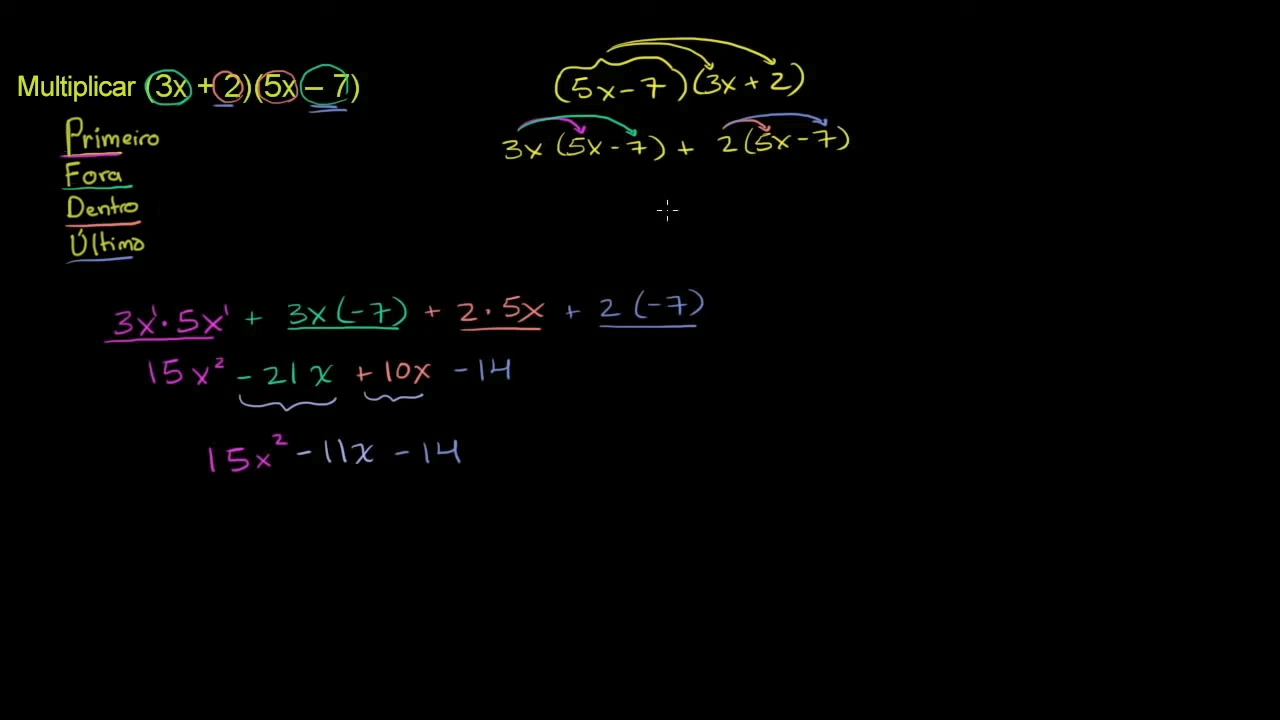 Multiplicar (3x + 2)(5x – 7)
Primeiro
Fora
Dentro
Último
(5x – 7)(3x + 2)
3x (5x – 7) + 2(5x – 7)
3x¹ · 5x¹ + 3x(–7) + 2 · 5x + 2 (–7)
15x² – 21x + 10x – 14
15x² – 11x – 14